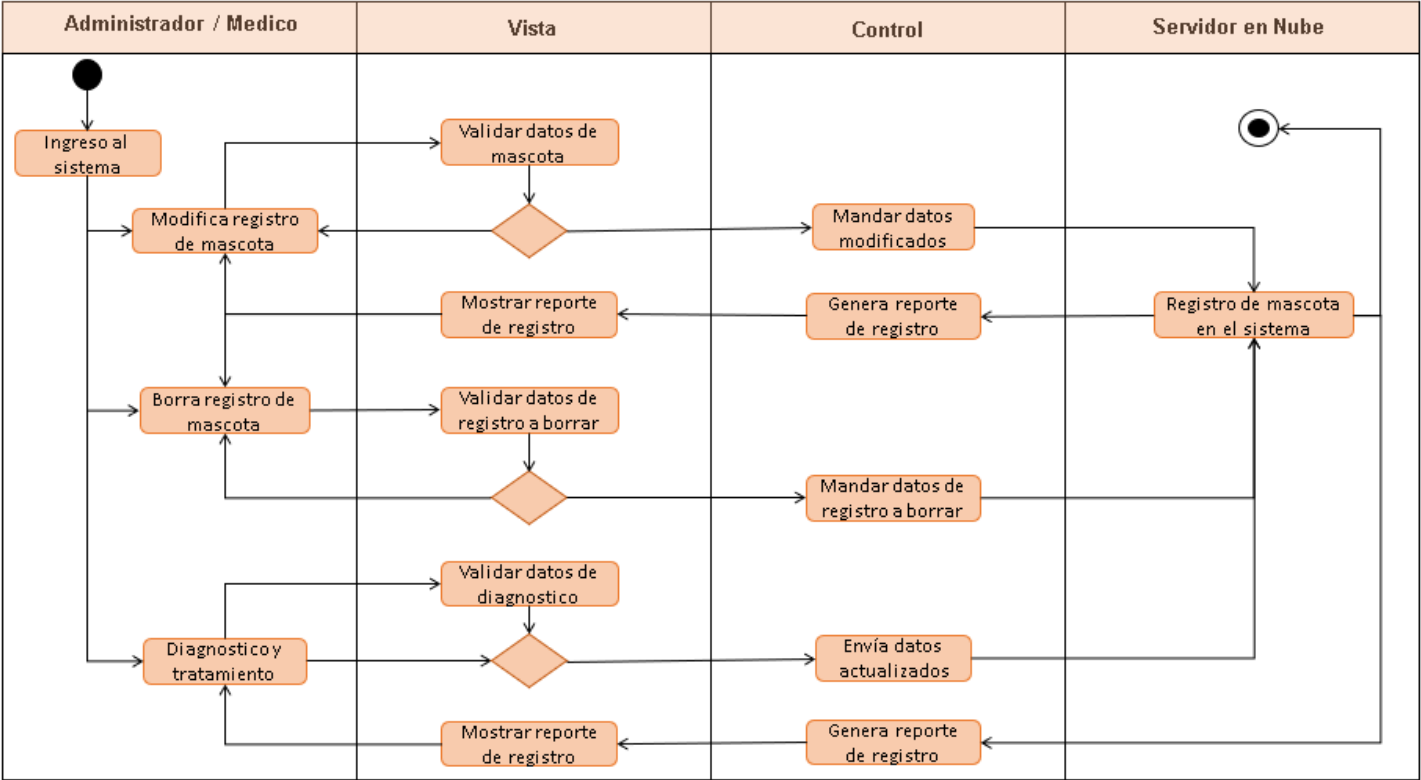 Administrador / Medico
Vista
Control
Servidor en Nube
Ingreso al
sistema
Validar datos de
mascota
Modifica registro
de mascota
Mandar datos
modificados
Mostrar reporte
de registro
Genera reporte
de registro
Registro de mascota
en el sistema
Borra registro de
mascota
Validar datos de
registro a borrar
Mandar datos de
registro a borrar
Validar datos de
diagnostico
Diagnostico y
tratamiento
Envía datos
actualizados
Mostrar reporte
de registro
Genera reporte
de registro